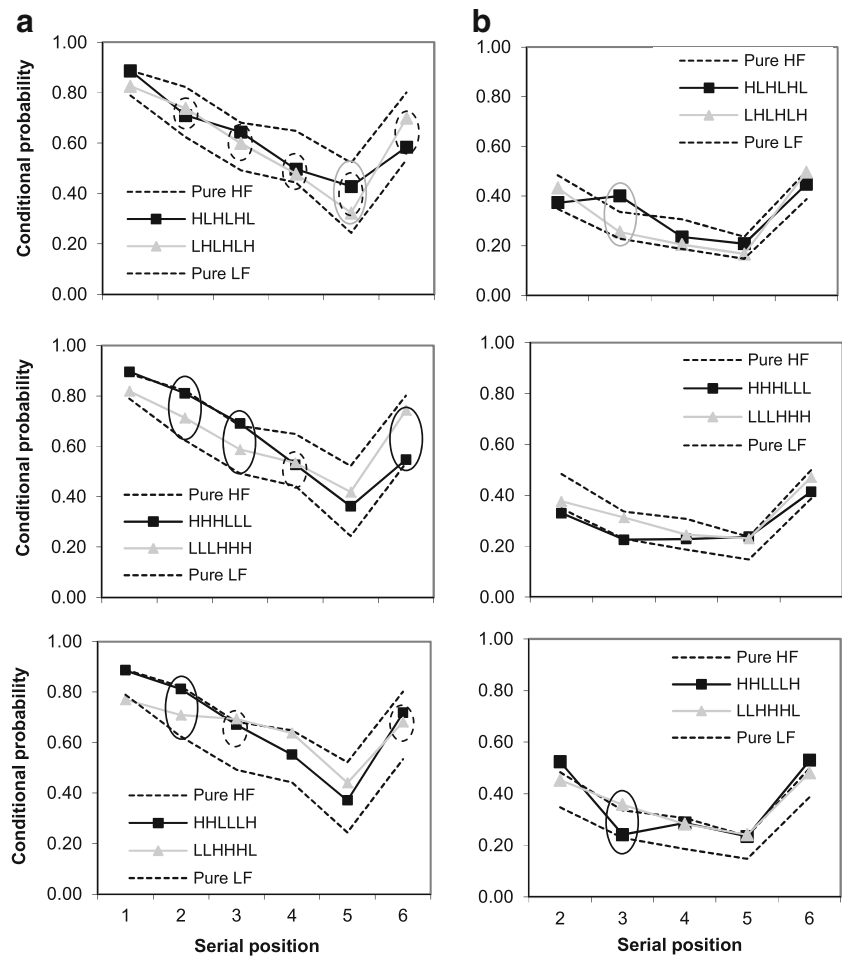 a
1.00
0.80
0.60
0.40
0.20
0.00
Conditional probability
Pure HF
HLHLHL
LHLHLH
Pure LF
b
1.00
0.80
0.60
0.40
0.20
0.00
Pure HF
HLHLHL
LHLHLH
Pure LF
1.00
0.80
0.60
0.40
0.20
0.00
Conditional probability
Pure HF
HHHLLL
LLLHHH
Pure LF
1.00
0.80
0.60
0.40
0.20
0.00
Pure HF
HHHLLL
LLLHHH
Pure LF
1.00
0.80
0.60
0.40
0.20
0.00
Conditional probability
Pure HF
HHLLLH
LLHHHL
Pure LF
1 2 3 4 5 6
Serial position
1.00
0.80
0.60
0.40
0.20
0.00
Pure HF
HHLLLH
LLHHHL
Pure LF
2 3 4 5 6
Serial position